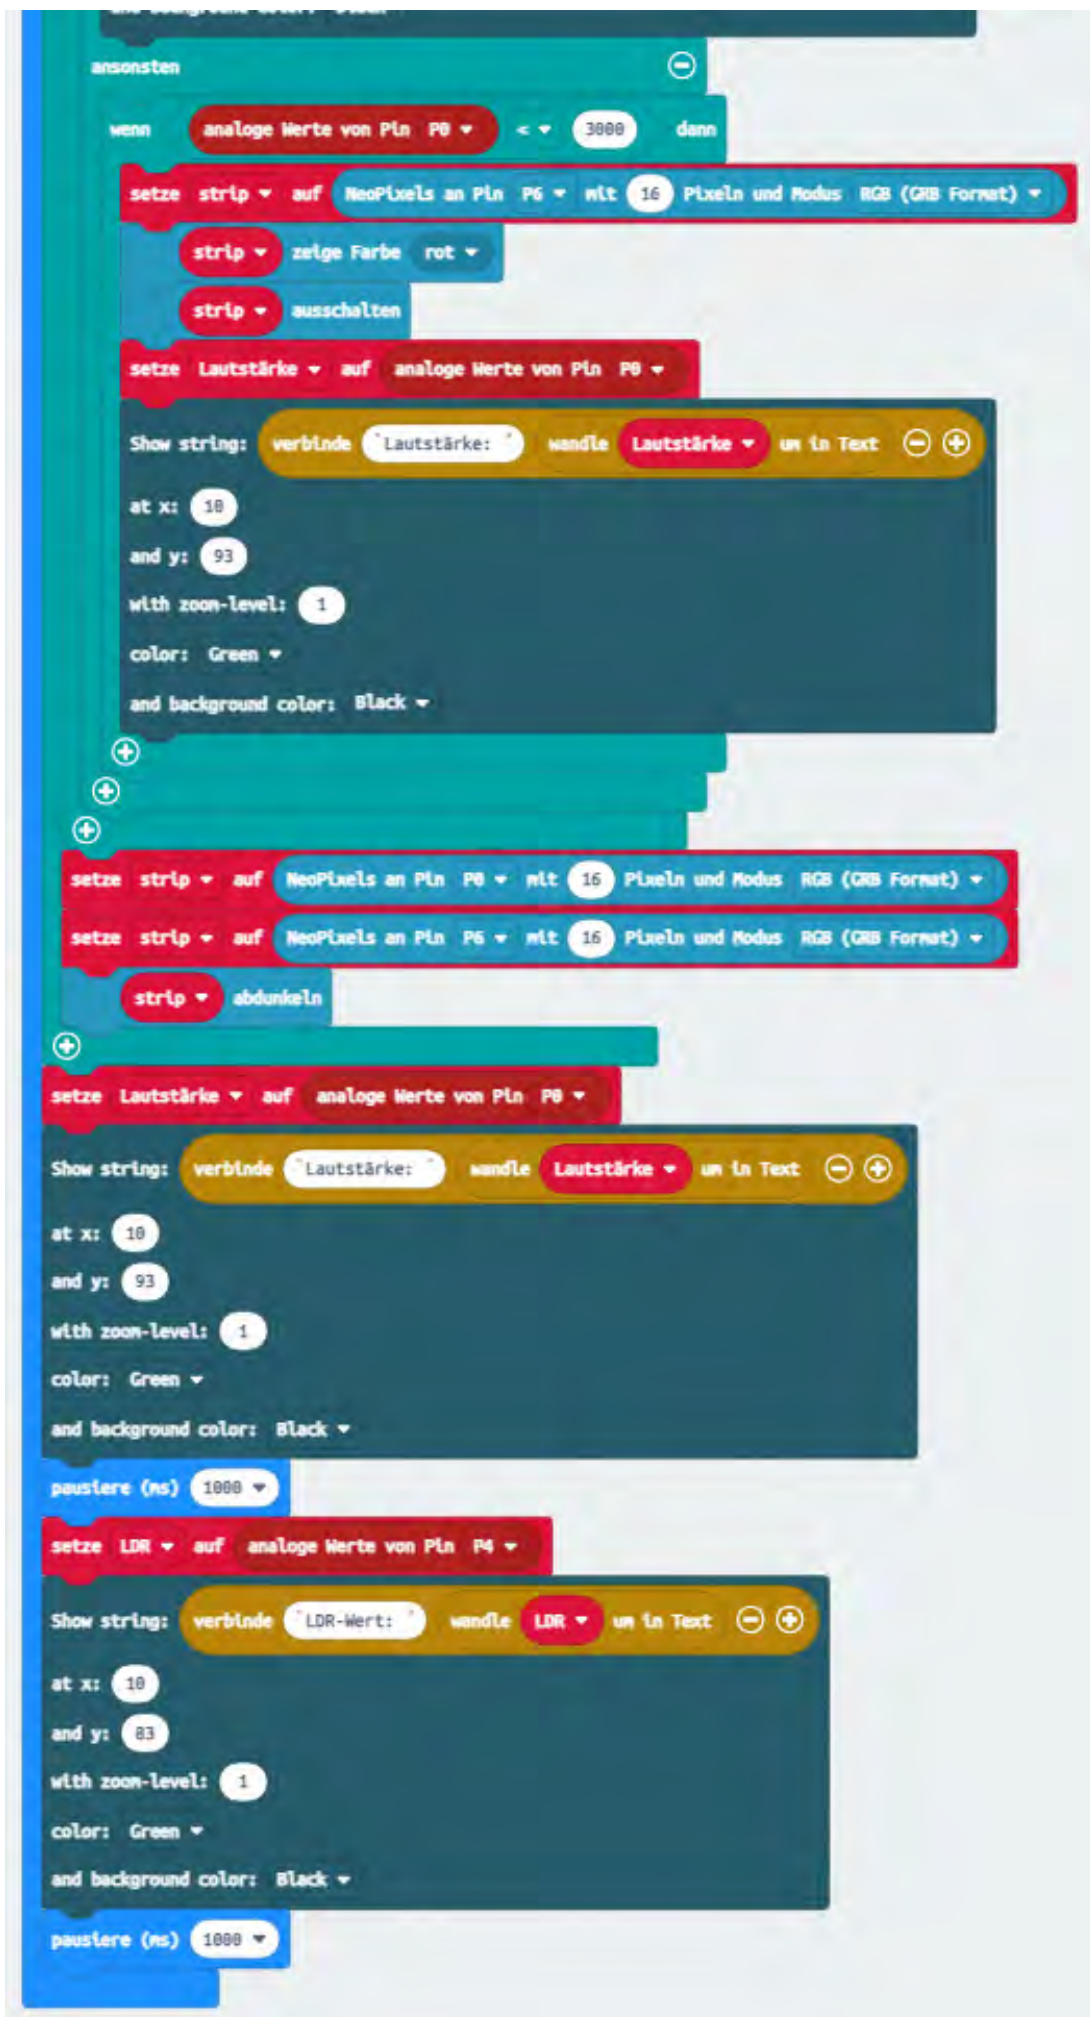 and background color: Black
ansonsten
wenn analoge Werte von Pin P0 < 3000 dann
setze strip auf NeoPixels an Pin P6 mit 16 Pixeln und Modus RGB (GRB Format)
strip zeige Farbe rot
strip ausschalten
setze Lautstärke auf analoge Werte von Pin P0
Show string: verbinde "Lautstärke: " wandle Lautstärke um in Text
at x: 10
and y: 93
with zoom-level: 1
color: Green
and background color: Black
setze strip auf NeoPixels an Pin P0 mit 16 Pixeln und Modus RGB (GRB Format)
setze strip auf NeoPixels an Pin P6 mit 16 Pixeln und Modus RGB (GRB Format)
strip abdunkeln
setze Lautstärke auf analoge Werte von Pin P0
Show string: verbinde "Lautstärke: " wandle Lautstärke um in Text
at x: 10
and y: 93
with zoom-level: 1
color: Green
and background color: Black
pausiere (ms) 1000
setze LDR auf analoge Werte von Pin P4
Show string: verbinde "LDR-Wert: " wandle LDR um in Text
at x: 10
and y: 83
with zoom-level: 1
color: Green
and background color: Black
pausiere (ms) 1000